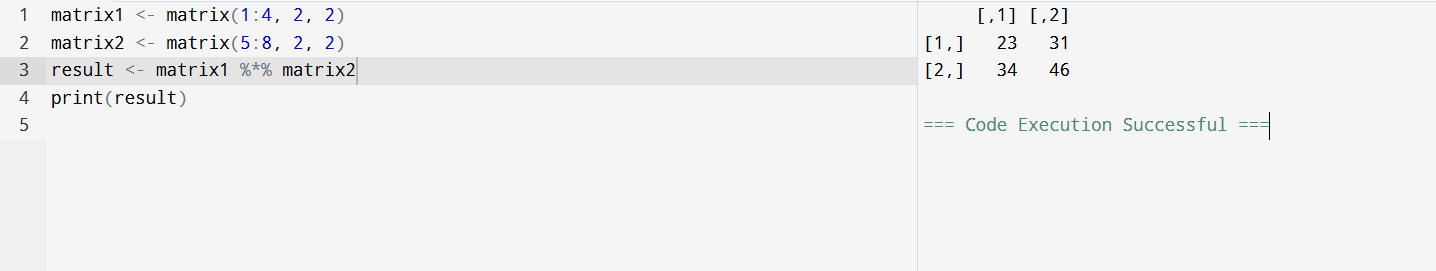 1 matrix1 <- matrix(1:4, 2, 2)
2 matrix2 <- matrix(5:8, 2, 2)
3 result <- matrix1 %*% matrix2
4 print(result)
5
[,1] [,2]
[1,] 23 31
[2,] 34 46
=== Code Execution Successful ===